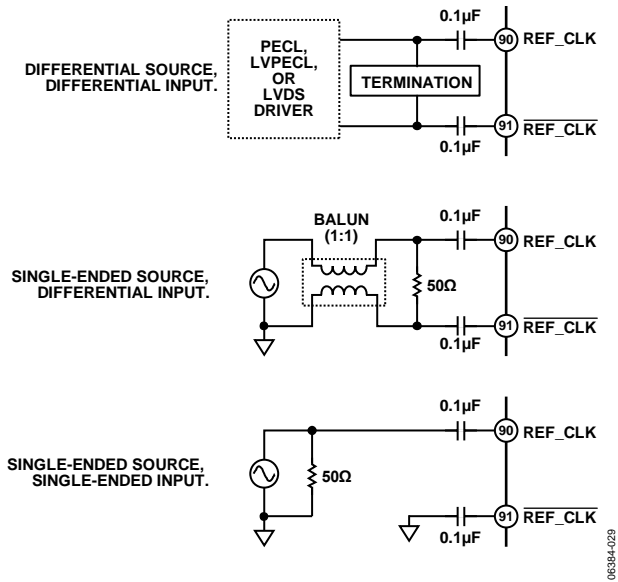 DIFFERENTIAL SOURCE,
DIFFERENTIAL INPUT.
PECL,
LVPECL,
OR
LVDS
DRIVER
TERMINATION
0.1µF
90 REF_CLK
91 REF_CLK
0.1µF
SINGLE-ENDED SOURCE,
DIFFERENTIAL INPUT.
BALUN
(1:1)
50Ω
0.1µF
90 REF_CLK
91 REF_CLK
0.1µF
SINGLE-ENDED SOURCE,
SINGLE-ENDED INPUT.
50Ω
0.1µF
90 REF_CLK
91 REF_CLK
0.1µF
06384-029